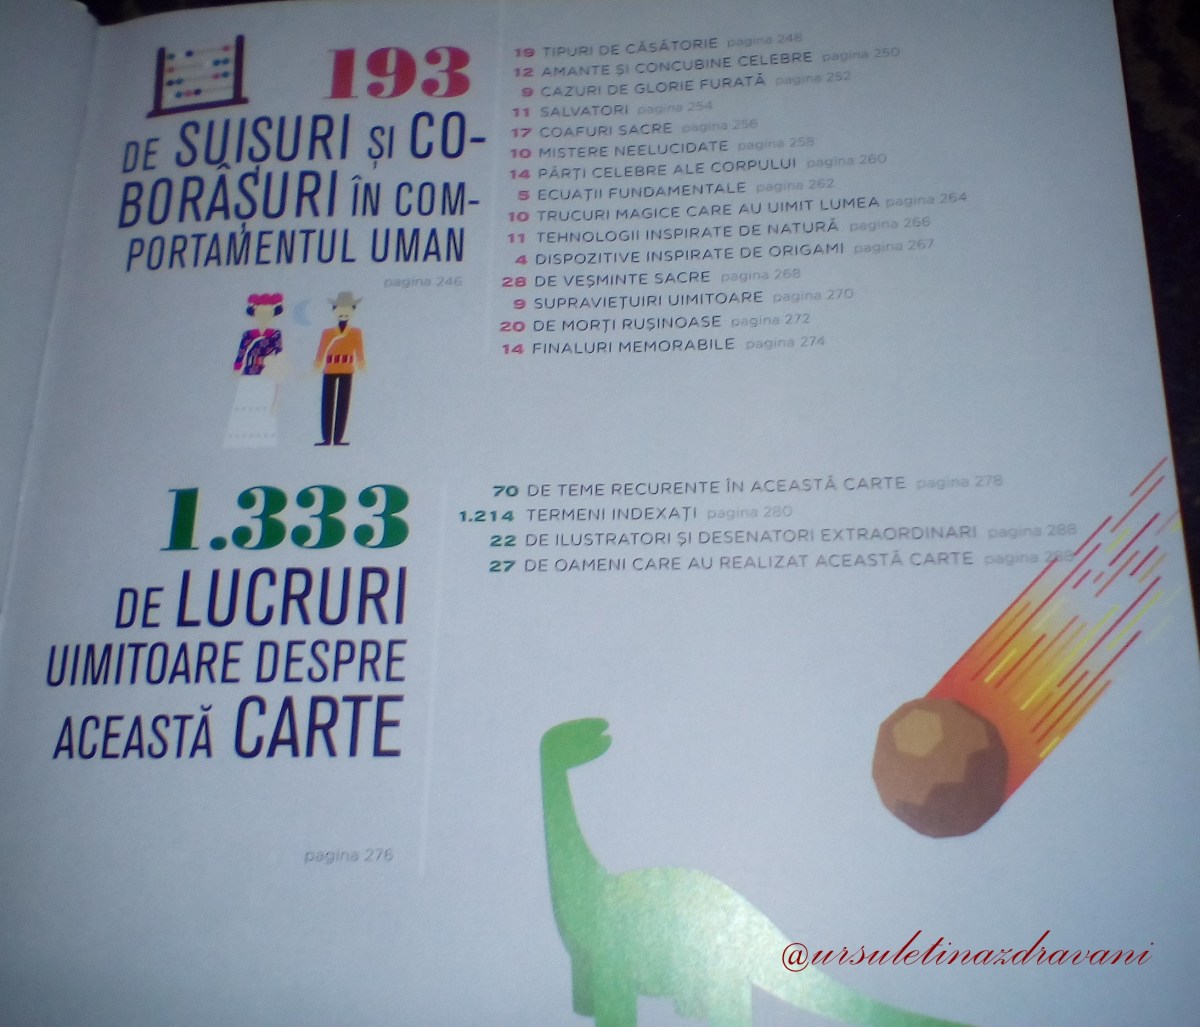 193
DE SUIȘURI ȘI CO-
BORÂȘURI ÎN COM-
PORTAMENTUL UMAN
pagina 246
19 TIPURI DE CĂSĂTORIE pagina 248
12 AMANTE ȘI CONCUBINE CELEBRE pagina 250
9 CAZURI DE GLORIE FURATĂ pagina 252
11 SALVATORI pagina 254
17 COAFURI SACRE pagina 256
10 MISTERE NEELUCIDATE pagina 258
14 PĂRȚI CELEBRE ALE CORPULUI pagina 260
5 ECUAȚII FUNDAMENTALE pagina 262
10 TRUCURI MAGICE CARE AU UIMIT LUMEA pagina 264
11 TEHNOLOGII INSPIRATE DE NATURĂ pagina 266
4 DISPOZITIVE INSPIRATE DE ORIGAMI pagina 267
28 DE VEȘMINTE SACRE pagina 268
9 SUPRAVIEȚUIRI UIMITOARE pagina 270
20 DE MORȚI RUȘINOASE pagina 272
14 FINALURI MEMORABILE pagina 274
1.333
DE LUCRURI
UIMITOARE DESPRE
ACEASTĂ CARTE
pagina 276
70 DE TEME RECURENTE ÎN ACEASTĂ CARTE pagina 278
1.214 TERMENI INDEXAȚI pagina 280
22 DE ILUSTRATORI ȘI DESENATORI EXTRAORDINARI pagina 288
27 DE OAMENI CARE AU REALIZAT ACEASTĂ CARTE pagina 288
@ursuletinazdravani